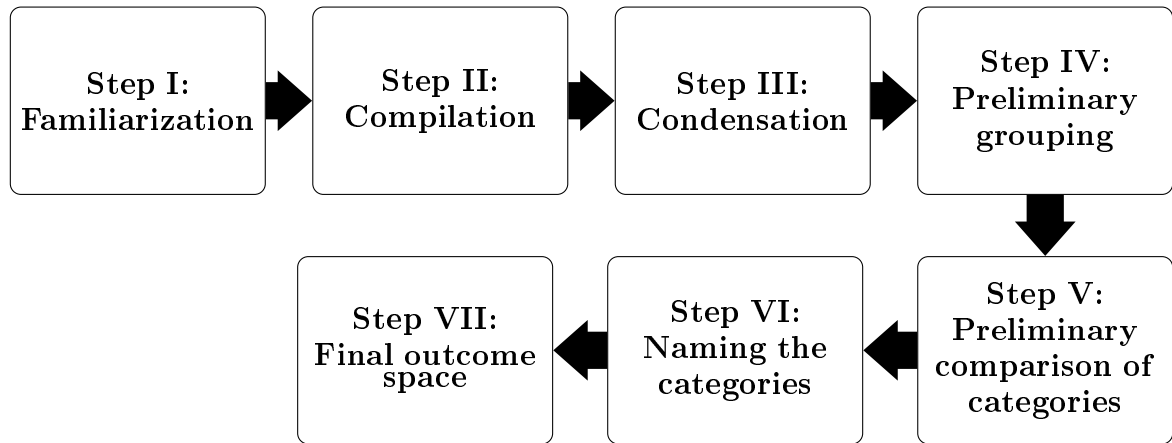 Step I:
Familiarization
Step II:
Compilation
Step III:
Condensation
Step IV:
Preliminary
grouping
Step V:
Preliminary
comparison of
categories
Step VI:
Naming the
categories
Step VII:
Final outcome
space